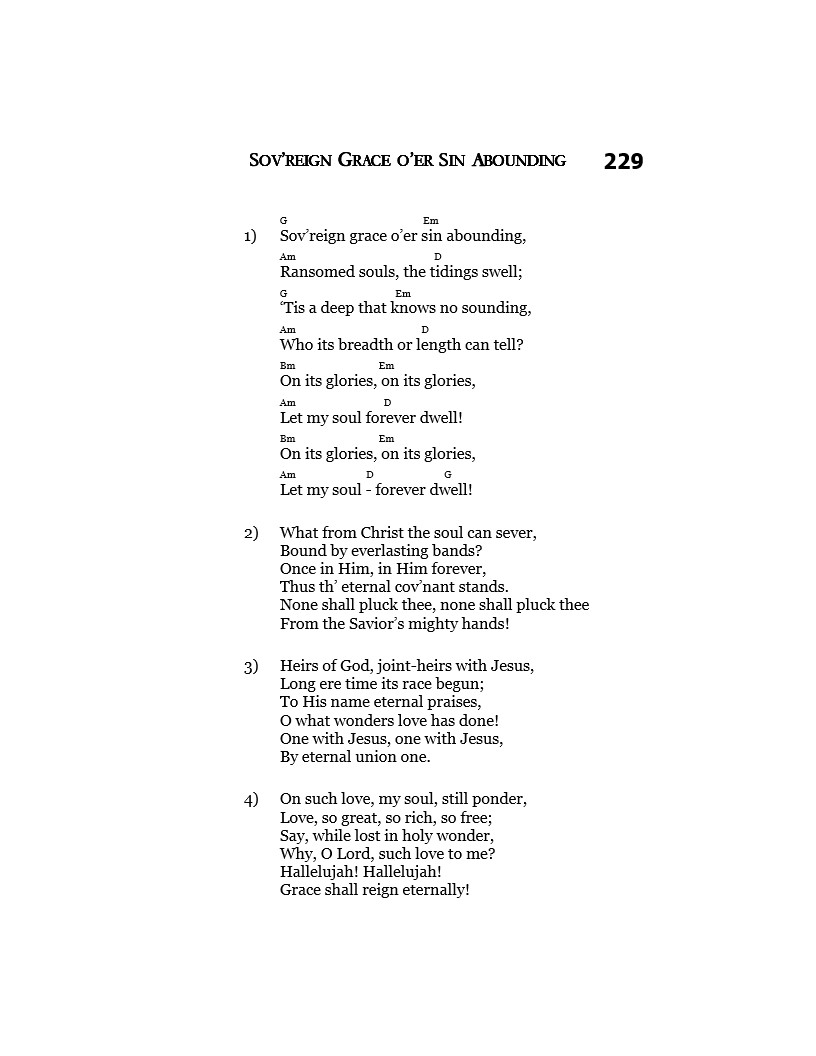 SOV’REIGN GRACE O’ER SIN ABOUNDING 229
G Em
1) Sov’reign grace o’er sin abounding,
Am D
Ransomed souls, the tidings swell;
G Em
‘Tis a deep that knows no sounding,
Am D
Who its breadth or length can tell?
Bm Em
On its glories, on its glories,
Am D
Let my soul forever dwell!
Bm Em
On its glories, on its glories,
Am D G
Let my soul - forever dwell!
2) What from Christ the soul can sever,
Bound by everlasting bands?
Once in Him, in Him forever,
Thus th’ eternal cov’nant stands.
None shall pluck thee, none shall pluck thee
From the Savior’s mighty hands!
3) Heirs of God, joint-heirs with Jesus,
Long ere time its race begun;
To His name eternal praises,
O what wonders love has done!
One with Jesus, one with Jesus,
By eternal union one.
4) On such love, my soul, still ponder,
Love, so great, so rich, so free;
Say, while lost in holy wonder,
Why, O Lord, such love to me?
Hallelujah! Hallelujah!
Grace shall reign eternally!